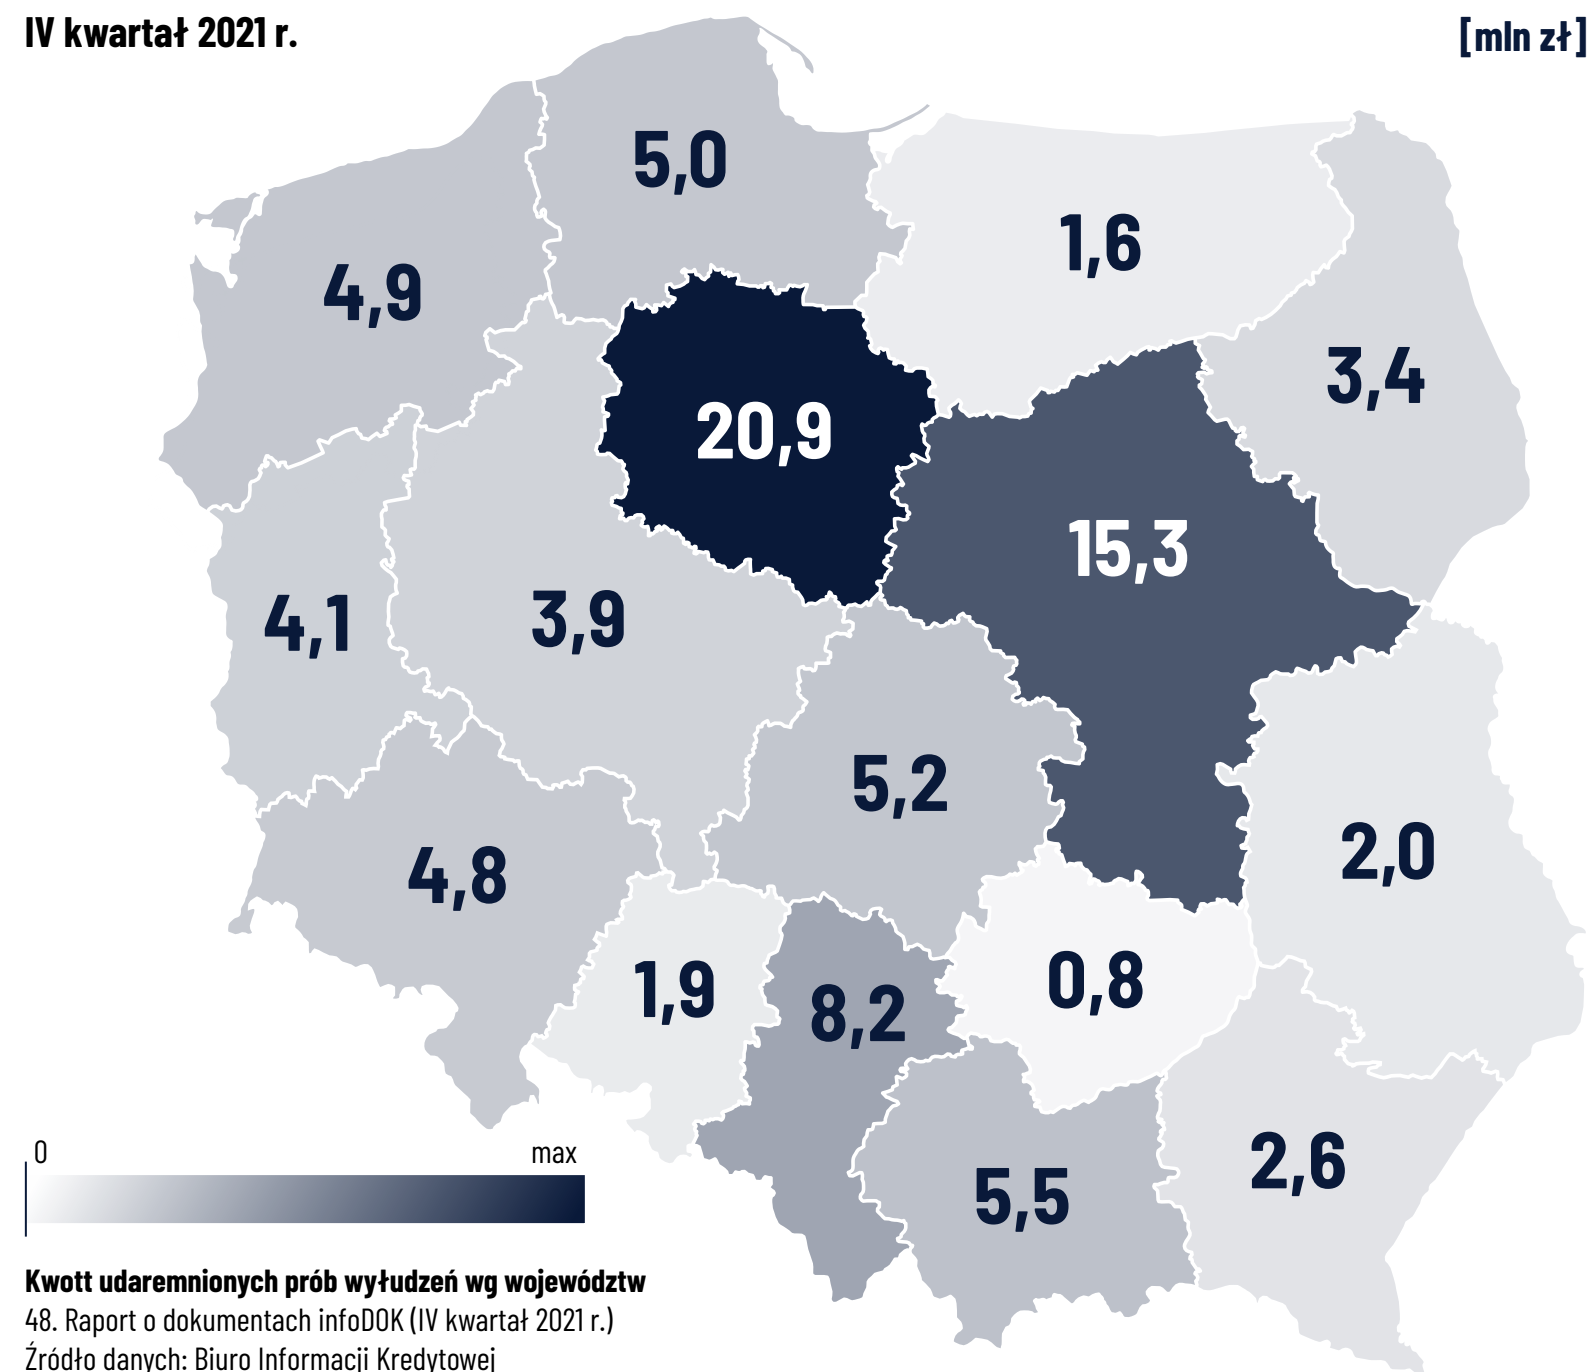 IV kwartał 2021 r.
[mln zł]
5,0
1,6
4,9
3,4
20,9
15,3
4,1
3,9
5,2
2,0
4,8
1,9
8,2
0,8
5,5
2,6
0
max
Kwott udaremnionych prób wyłudzeń wg województw
48. Raport o dokumentach infoDOK (IV kwartał 2021 r.)
Źródło danych: Biuro Informacji Kredytowej